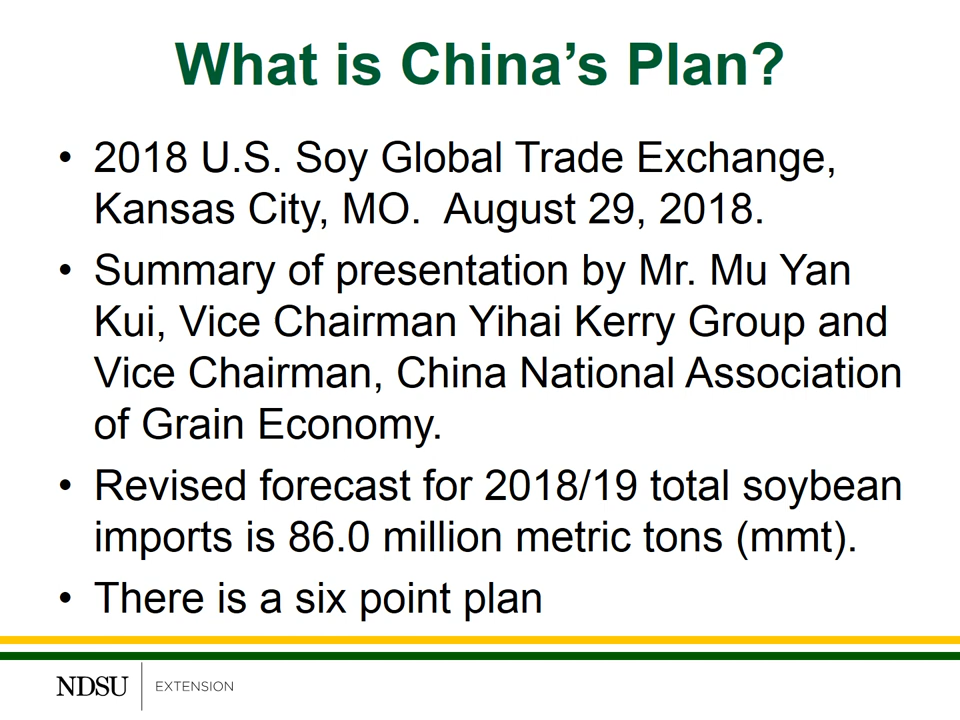 What is China’s Plan?
• 2018 U.S. Soy Global Trade Exchange,
Kansas City, MO.  August 29, 2018.
• Summary of presentation by Mr. Mu Yan
Kui, Vice Chairman Yihai Kerry Group and
Vice Chairman, China National Association
of Grain Economy.
• Revised forecast for 2018/19 total soybean
imports is 86.0 million metric tons (mmt).
• There is a six point plan
NDSU EXTENSION